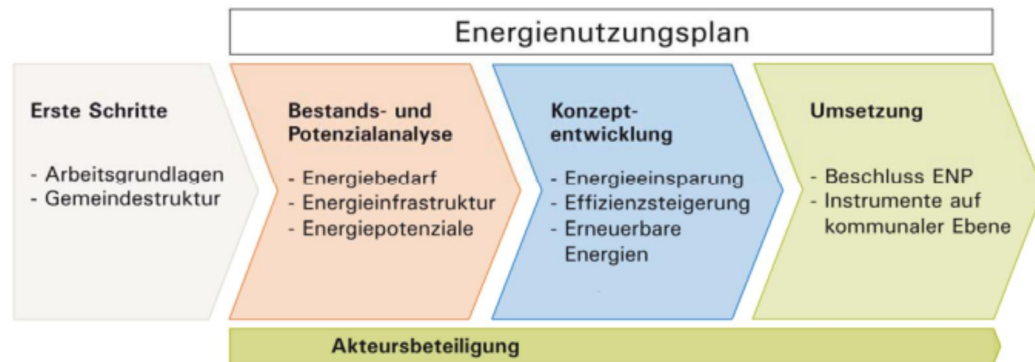 Energienutzungsplan
Erste Schritte
- Arbeitsgrundlagen
- Gemeindestruktur
Bestands- und
Potenzialanalyse
- Energiebedarf
- Energieinfrastruktur
- Energiepotenziale
Konzept-
entwicklung
- Energieeinsparung
- Effizienzsteigerung
- Erneuerbare
Energien
Umsetzung
- Beschluss ENP
- Instrumente auf
kommunaler Ebene
Akteursbeteiligung